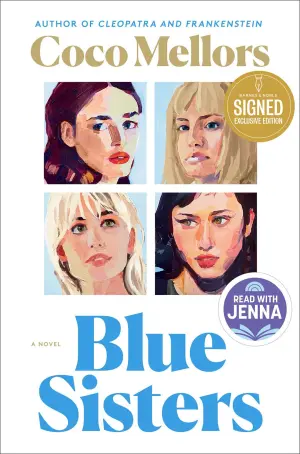 AUTHOR OF CLEOPATRA AND FRANKENSTEIN
Coco Mellors
BARNES & NOBLE
SIGNED
EXCLUSIVE EDITION
READ WITH
JENNA
A NOVEL
Blue
Sisters